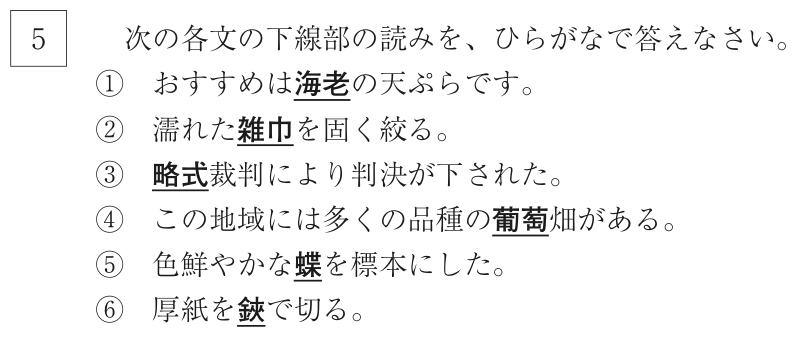 5 次の各文の下線部の読みを、ひらがなで答えなさい。
① おすすめは海老の天ぷらです。
② 濡れた雑巾を固く絞る。
③ 略式裁判により判決が下された。
④ この地域には多くの品種の葡萄畑がある。
⑤ 色鮮やかな蝶を標本にした。
⑥ 厚紙を鋏で切る。